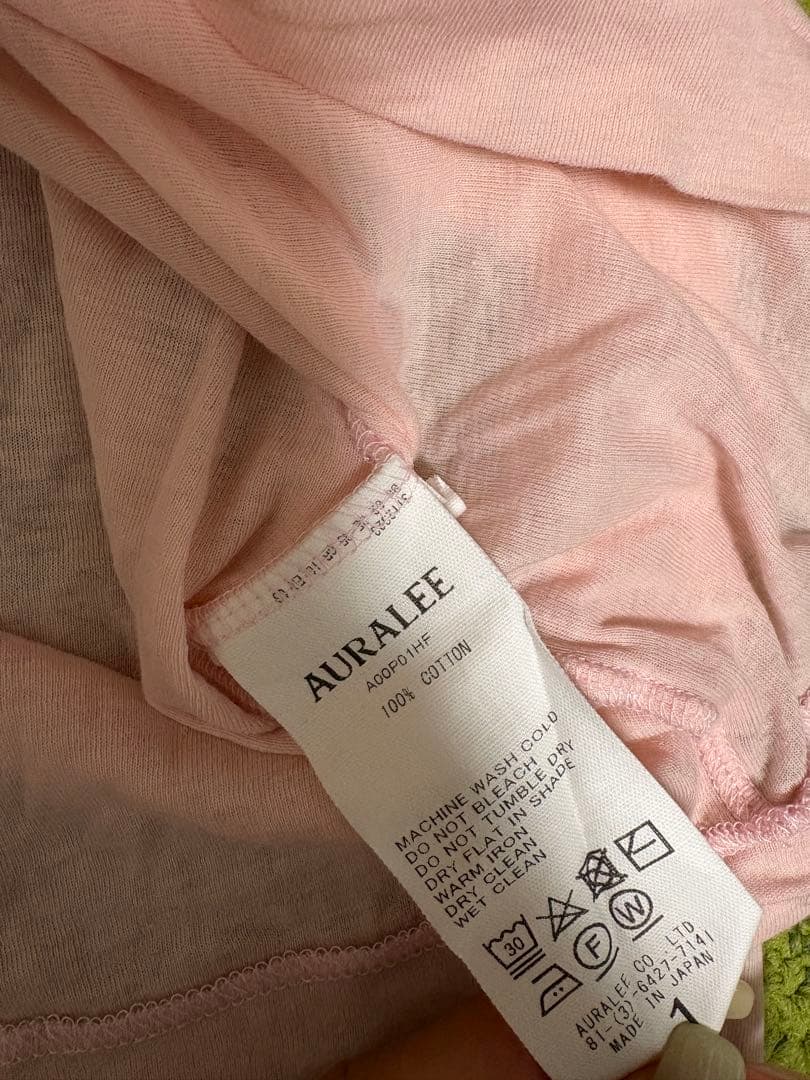 AURALEE
A00P01HF
100% COTTON
MACHINE WASH COLD
DO NOT BLEACH
DO NOT TUMBLE DRY
DRY FLAT IN SHADE
WARM IRON
DRY CLEAN
WET CLEAN
30
F W
AURALEE CO.,LTD
81-(3)-6427-7141
MADE IN JAPAN
1